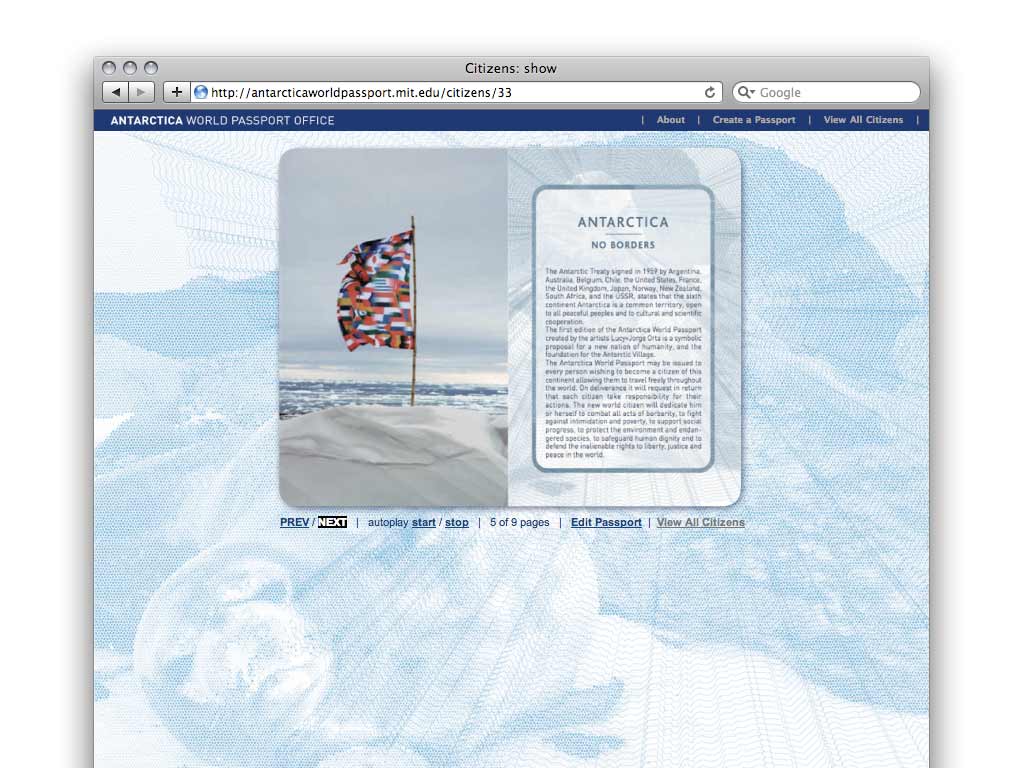 Citizens: show
http://antarcticaworldpassport.mit.edu/citizens/33
Google
ANTARCTICA WORLD PASSPORT OFFICE | About | Create a Passport | View All Citizens |
ANTARCTICA
NO BORDERS
The Antarctic Treaty signed in 1959 by Argentina,
Australia, Belgium, Chile, the United States, France,
the United Kingdom, Japan, Norway, New Zealand,
South Africa, and the USSR, states that the sixth
continent Antarctica is a common territory, open
to all peaceful peoples and to cultural and scientific
cooperation.
The first edition of the Antarctica World Passport
created by the artists Lucy+Jorge Orta is a symbolic
proposal for a new nation of humanity, and the
foundation for the Antarctic Village.
The Antarctica World Passport may be issued to
every person wishing to become a citizen of this
continent allowing them to travel freely throughout
the world. On deliverance it will request in return
that each citizen take responsibility for their
actions. The new world citizen will dedicate him
or herself to combat all acts of barbarity, to fight
against intimidation and poverty, to support social
progress, to protect the environment and endan-
gered species, to safeguard human dignity and to
defend the inalienable rights to liberty, justice and
peace in the world.
PREV / NEXT | autoplay start / stop | 5 of 9 pages | Edit Passport | View All Citizens